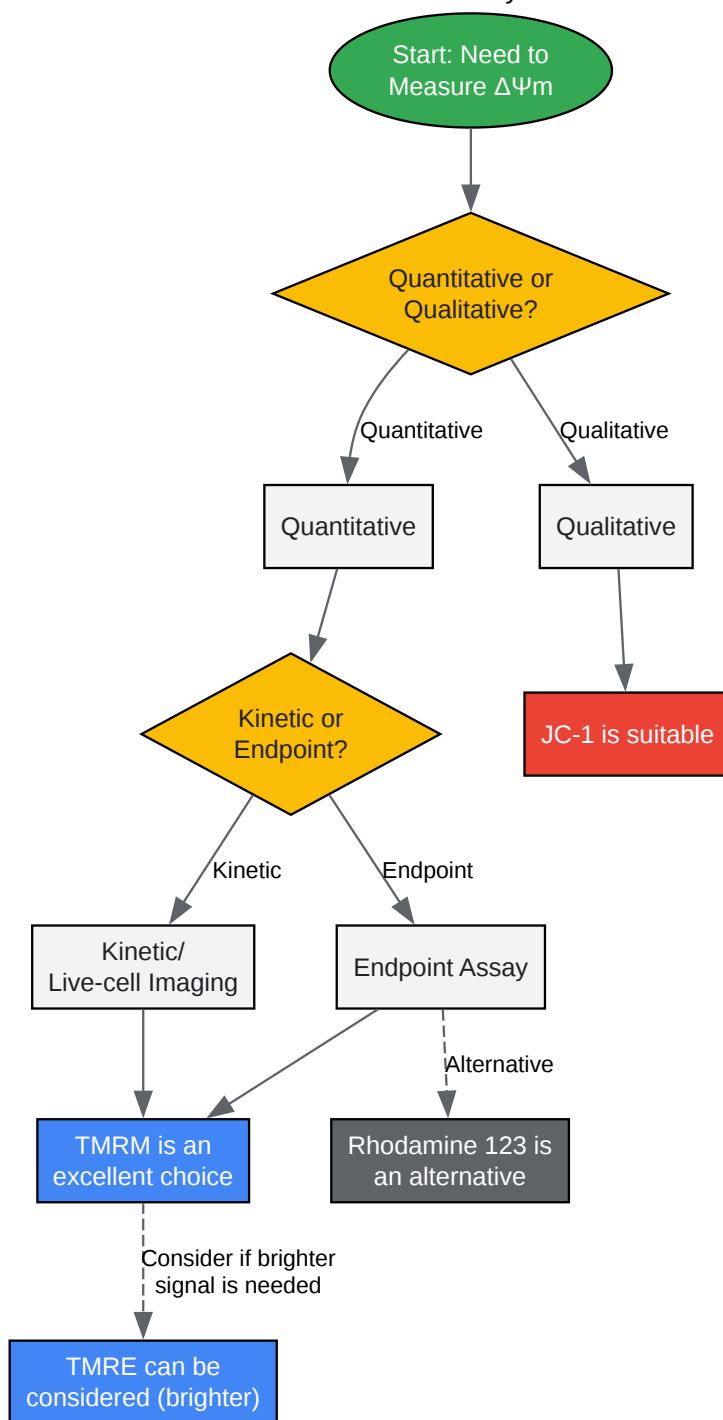 Start: Need to
Measure ΔΨm
Quantitative or
Qualitative?
Quantitative
Qualitative
Quantitative
Qualitative
Kinetic or
Endpoint?
JC-1 is suitable
Kinetic
Endpoint
Kinetic/
Live-cell Imaging
Endpoint Assay
Alternative
TMRM is an
excellent choice
Rhodamine 123 is
an alternative
Consider if brighter
signal is needed
TMRE can be
considered (brighter)